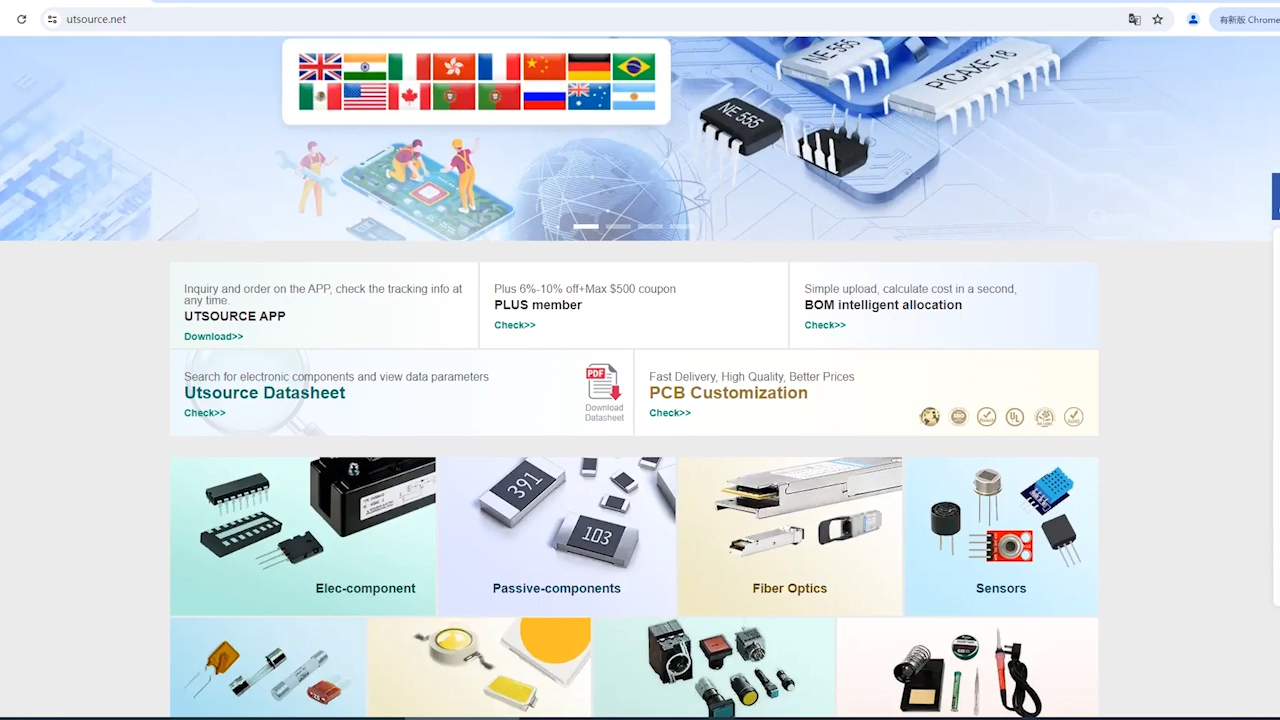 utsource.net
有新版 Chrome
NE 555
PICAXE-18
NE 555
Inquiry and order on the APP, check the tracking info at
any time.
UTSOURCE APP
Download>>
Plus 6%-10% off+Max $500 coupon
PLUS member
Check>>
Simple upload, calculate cost in a second,
BOM intelligent allocation
Check>>
Search for electronic components and view data parameters
Utsource Datasheet
Check>>
PDF
Download
Datasheet
Fast Delivery, High Quality, Better Prices
PCB Customization
Check>>
391
103
Elec-component
Passive-components
Fiber Optics
Sensors